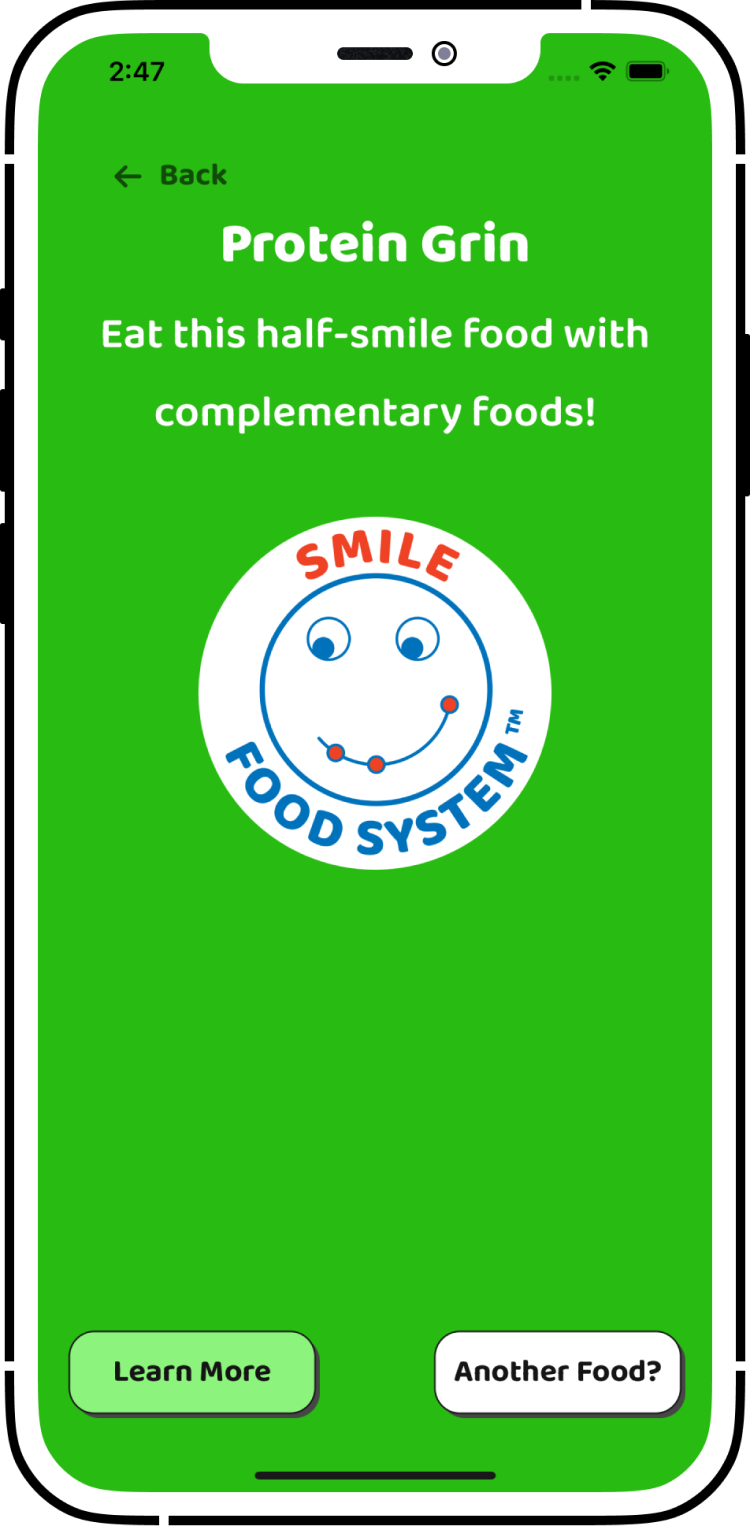 2:47
← Back
Protein Grin
Eat this half-smile food with
complementary foods!
SMILE
FOOD SYSTEM™
Learn More
Another Food?